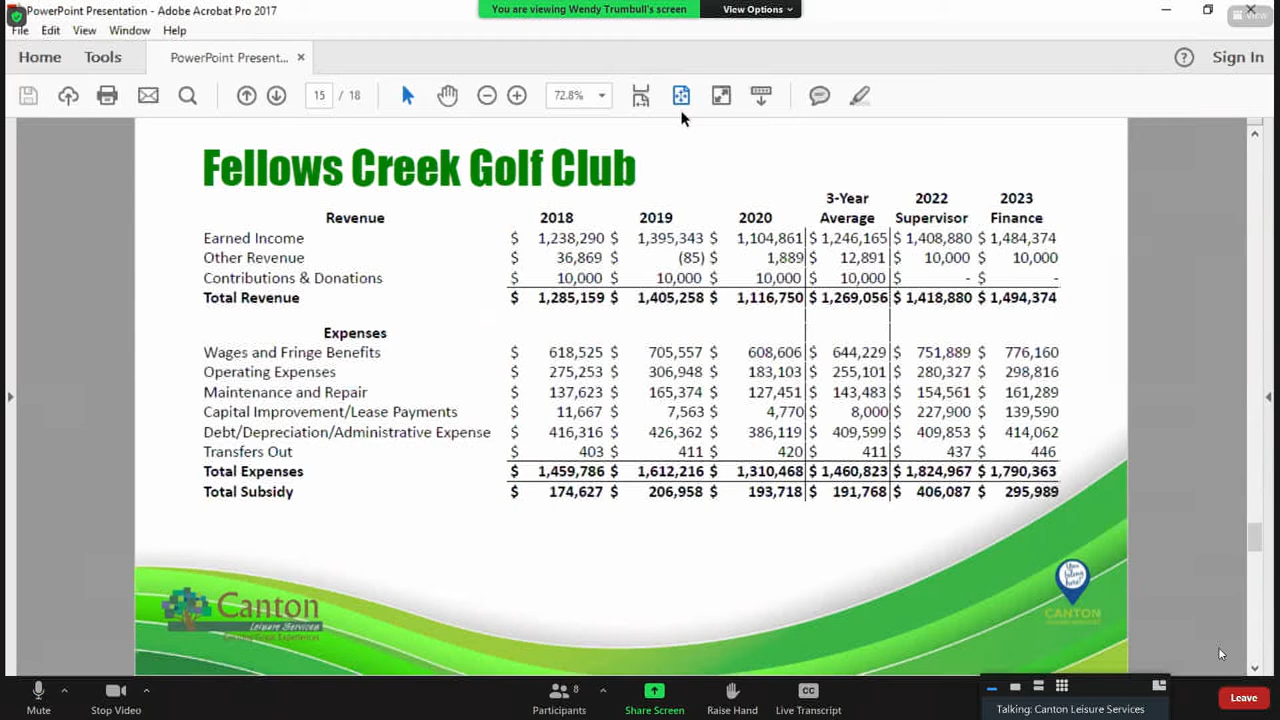 PowerPoint Presentation - Adobe Acrobat Pro 2017
You are viewing Wendy Trumbull's screen
View Options
View
File Edit View Window Help
Home Tools PowerPoint Present... × Sign In
15 / 18 72.8%
Fellows Creek Golf Club
Revenue 2018 2019 2020 3-Year Average 2022 Supervisor 2023 Finance
Earned Income $ 1,238,290 $ 1,395,343 $ 1,104,861 $ 1,246,165 $ 1,408,880 $ 1,484,374
Other Revenue $ 36,869 (85) 1,889 12,891 10,000 10,000
Contributions & Donations $ 10,000 10,000 10,000 10,000 - $ -
Total Revenue $ 1,285,159 $ 1,405,258 $ 1,116,750 $ 1,269,056 $ 1,418,880 $ 1,494,374
Expenses
Wages and Fringe Benefits $ 618,525 $ 705,557 $ 608,606 $ 644,229 $ 751,889 $ 776,160
Operating Expenses $ 275,253 $ 306,948 $ 183,103 $ 255,101 $ 280,327 $ 298,816
Maintenance and Repair $ 137,623 $ 165,374 $ 127,451 $ 143,483 $ 154,561 $ 161,289
Capital Improvement/Lease Payments $ 11,667 $ 7,563 $ 4,770 $ 8,000 $ 227,900 $ 139,590
Debt/Depreciation/Administrative Expense $ 416,316 $ 426,362 $ 386,119 $ 409,599 $ 409,853 $ 414,062
Transfers Out $ 403 $ 411 $ 420 $ 411 $ 437 $ 446
Total Expenses $ 1,459,786 $ 1,612,216 $ 1,310,468 $ 1,460,823 $ 1,824,967 $ 1,790,363
Total Subsidy $ 174,627 $ 206,958 $ 193,718 $ 191,768 $ 406,087 $ 295,989
Canton
Leisure Services
You belong here!
CANTON
Mute Stop Video Participants 8 Share Screen Raise Hand CC Live Transcript Leave
Talking: Canton Leisure Services